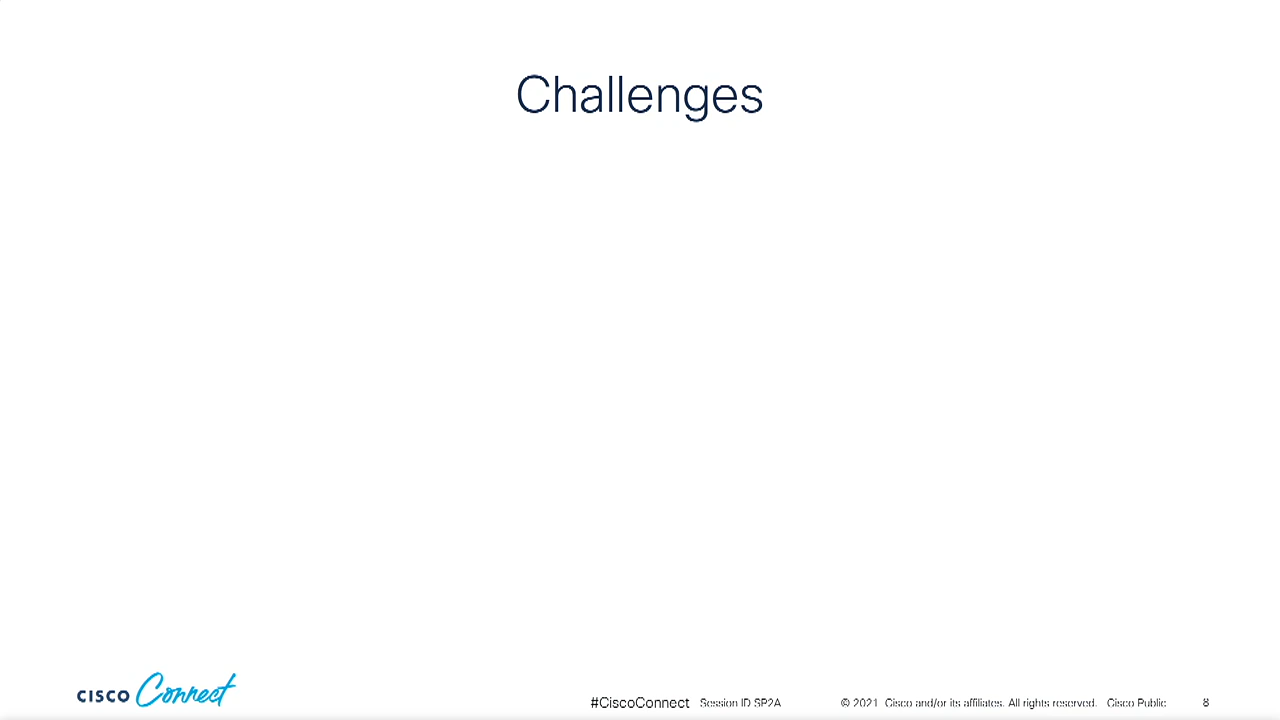 Challenges
CISCO Connect
#CiscoConnect Session ID SP2A © 2021 Cisco and/or its affiliates. All rights reserved. Cisco Public 8